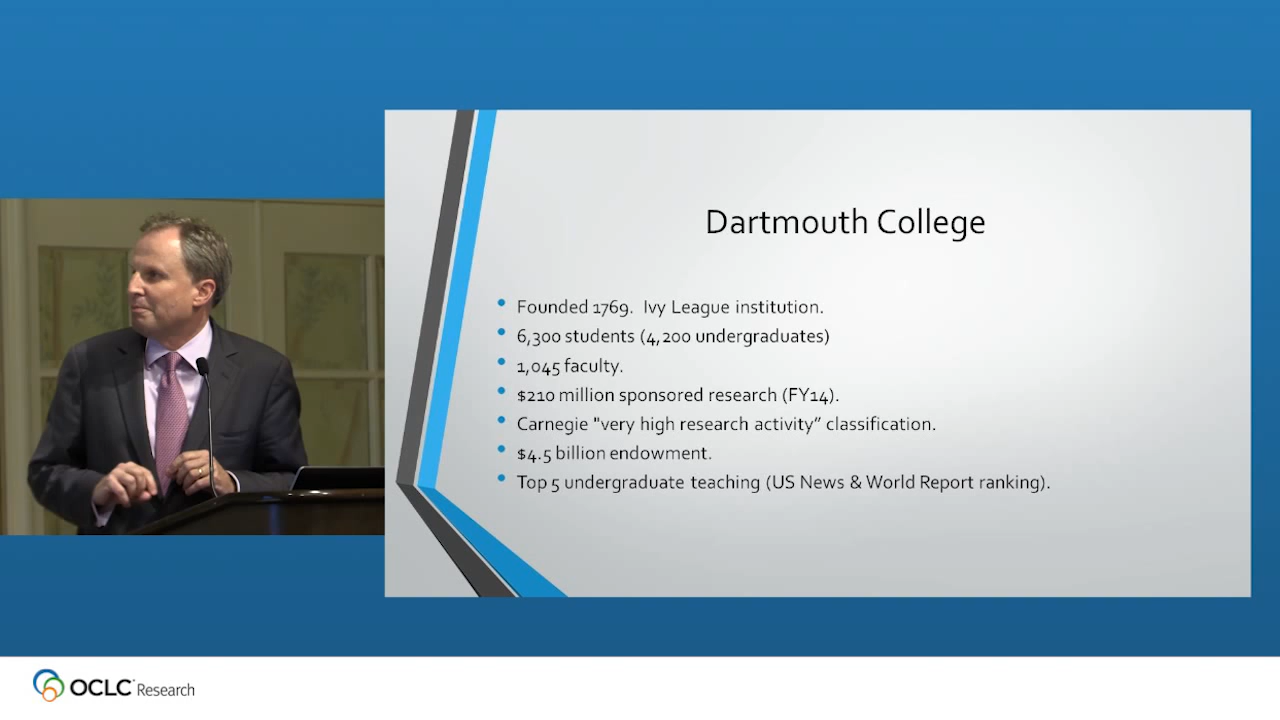 Dartmouth College
Founded 1769. Ivy League institution.
6,300 students (4,200 undergraduates)
1,045 faculty.
$210 million sponsored research (FY14).
Carnegie "very high research activity” classification.
$4.5 billion endowment.
Top 5 undergraduate teaching (US News & World Report ranking).
OCLC Research